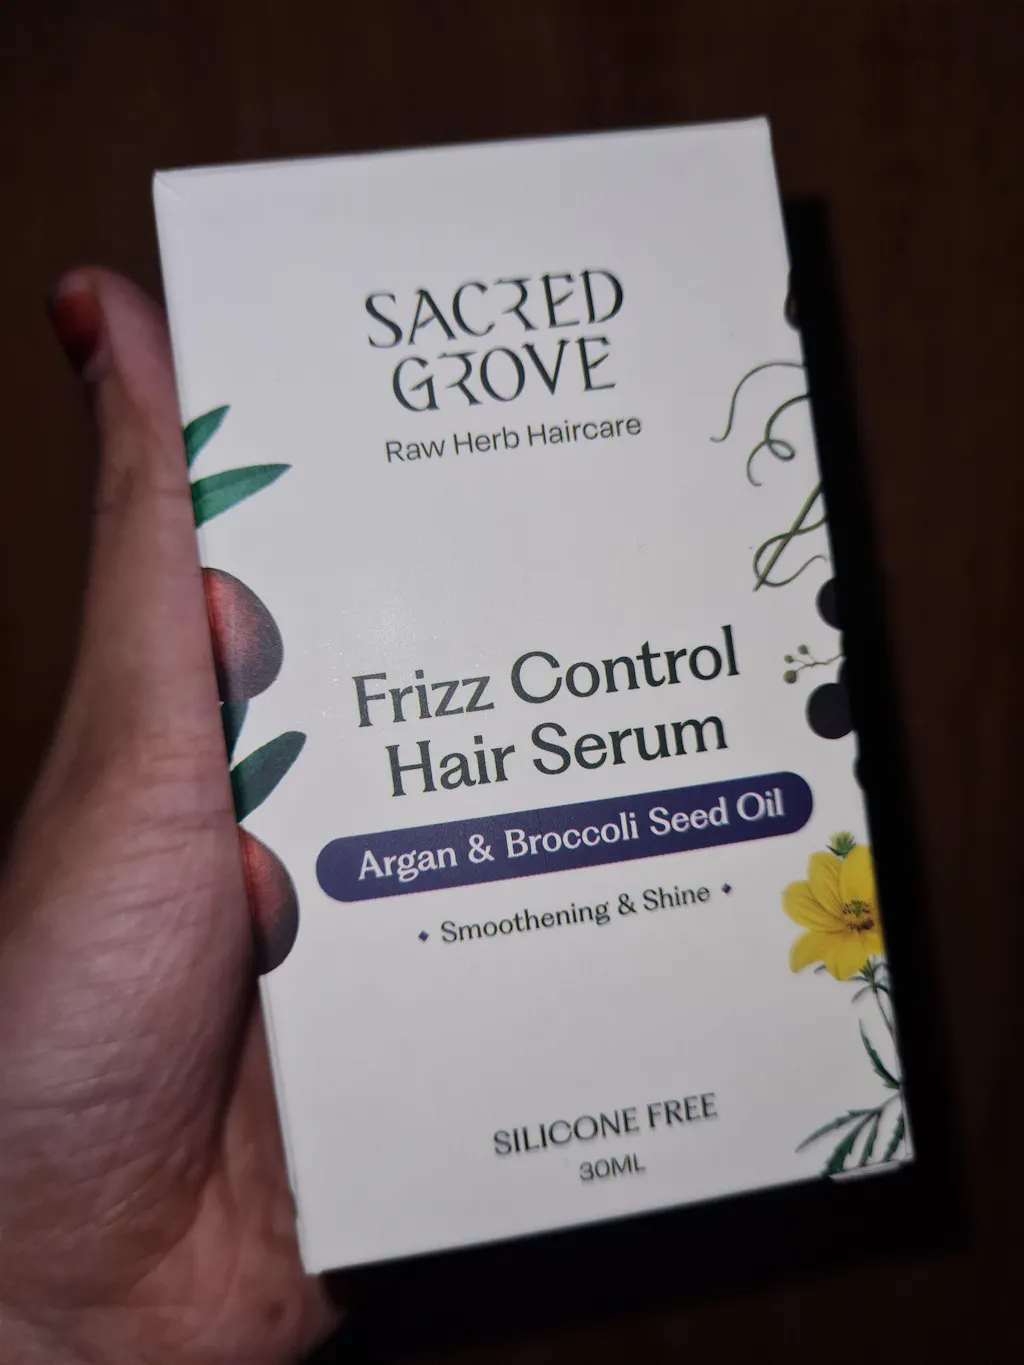 SACRED
GROVE
Raw Herb Haircare
Frizz Control
Hair Serum
Argan & Broccoli Seed Oil
Smoothening & Shine
SILICONE FREE
30ML